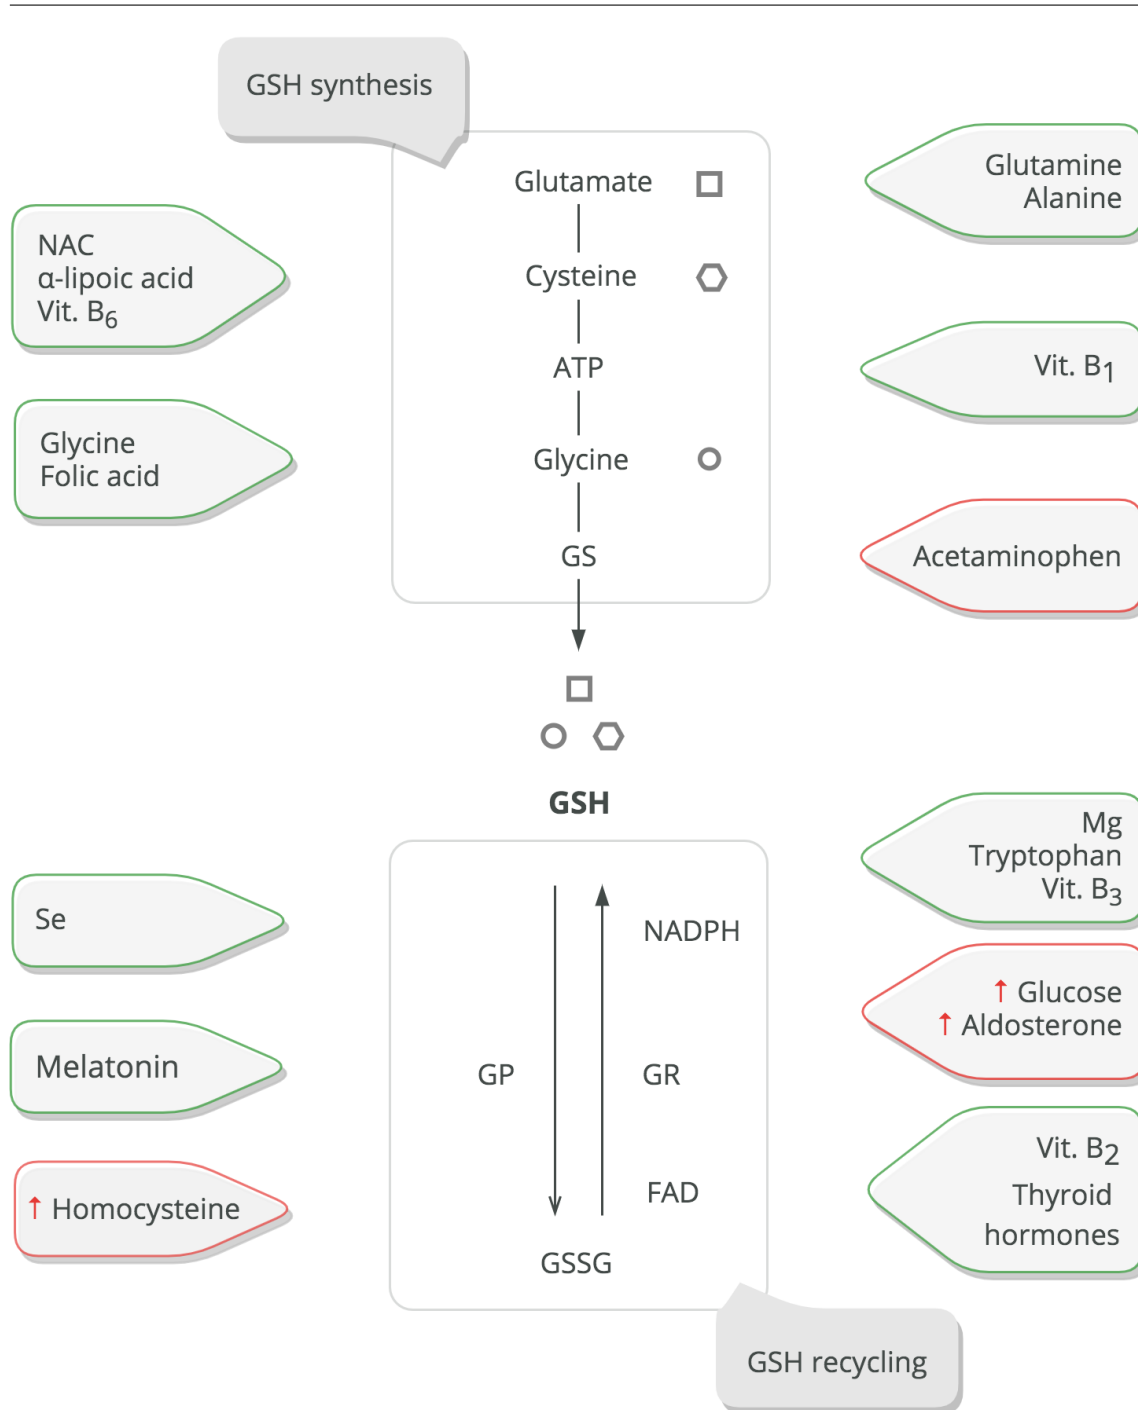 GSH synthesis
Glutamate
Glutamine
Alanine
NAC
α-lipoic acid
Vit. B6
Cysteine
ATP
Vit. B1
Glycine
Folic acid
Glycine
GS
Acetaminophen
GSH
Mg
Tryptophan
Vit. B3
Se
NADPH
↑ Glucose
↑ Aldosterone
Melatonin
GP
GR
Vit. B2
Thyroid
hormones
↑ Homocysteine
FAD
GSSG
GSH recycling